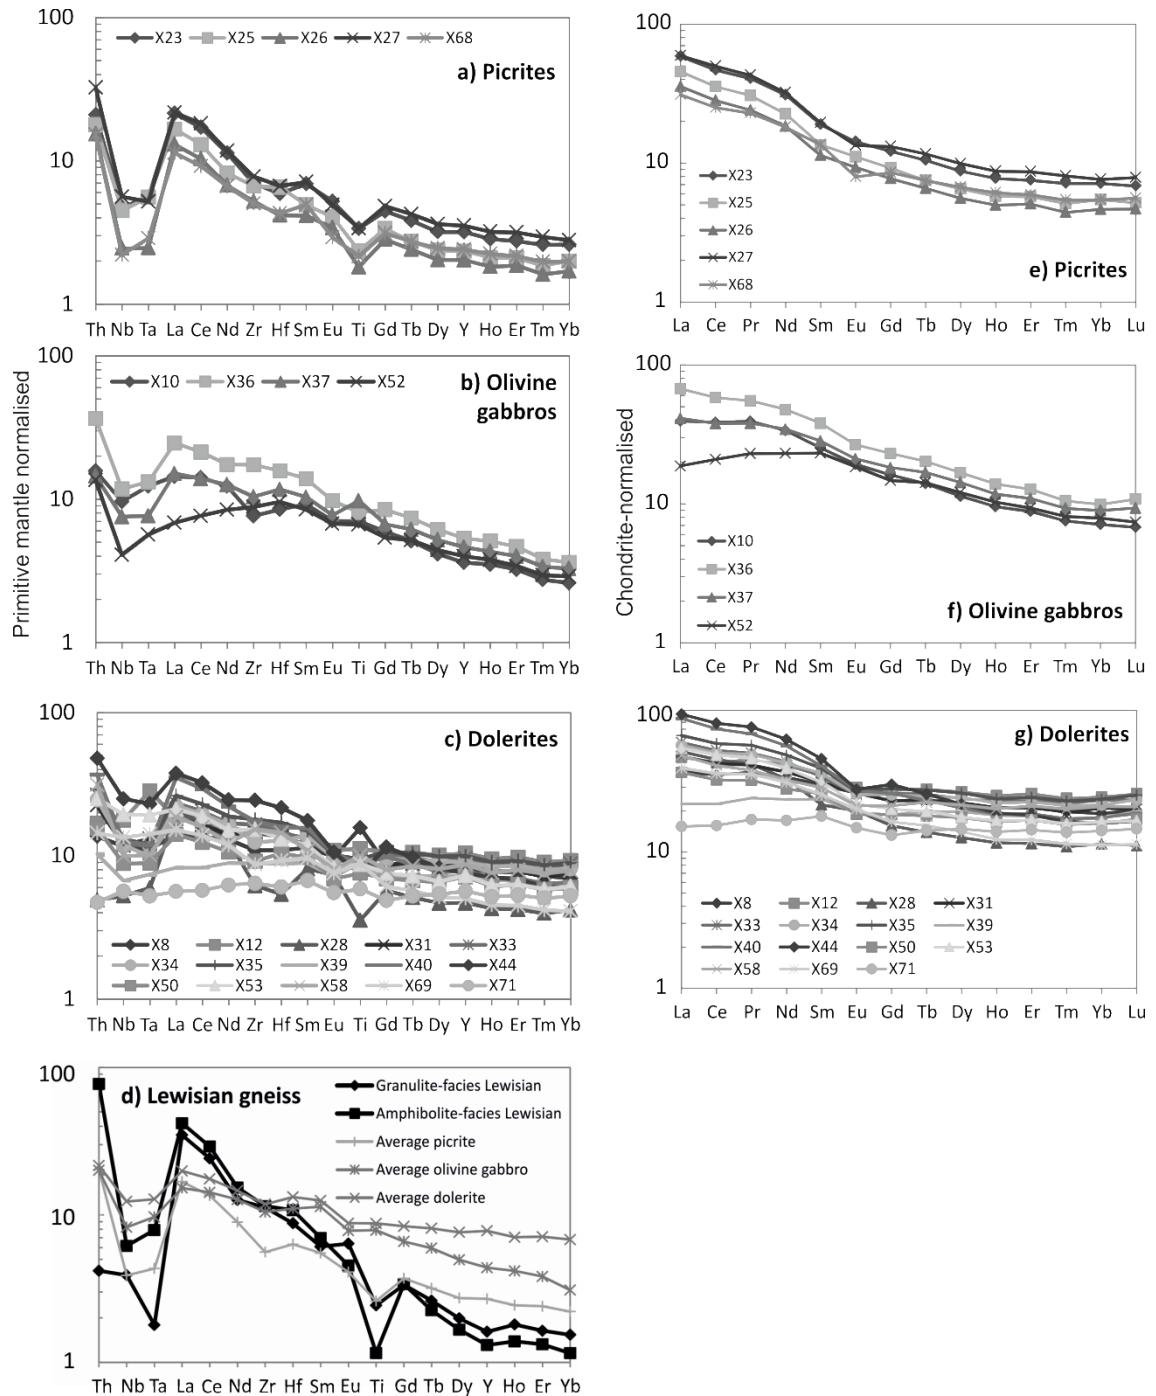 Primitive mantle normalised
100
10
1
X23 X25 X26 X27 X68
a) Picrites
Th Nb Ta La Ce Nd Zr Hf Sm Eu Ti Gd Tb Dy Y Ho Er Tm Yb
100
10
1
X10 X36 X37 X52
b) Olivine
gabbros
Th Nb Ta La Ce Nd Zr Hf Sm Eu Ti Gd Tb Dy Y Ho Er Tm Yb
100
10
1
c) Dolerites
X8 X12 X28 X31 X33
X34 X35 X39 X40 X44
X50 X53 X58 X69 X71
Th Nb Ta La Ce Nd Zr Hf Sm Eu Ti Gd Tb Dy Y Ho Er Tm Yb
100
10
1
d) Lewisian gneiss
Granulite-facies Lewisian
Amphibolite-facies Lewisian
Average picrite
Average olivine gabbro
Average dolerite
Th Nb Ta La Ce Nd Zr Hf Sm Eu Ti Gd Tb Dy Y Ho Er Yb
Chondrite-normalised
100
10
1
X23
X25
X26
X27
X68
e) Picrites
La Ce Pr Nd Sm Eu Gd Tb Dy Ho Er Tm Yb Lu
100
10
1
X10
X36
X37
X52
f) Olivine gabbros
La Ce Pr Nd Sm Eu Gd Tb Dy Ho Er Tm Yb Lu
100
10
1
g) Dolerites
X8 X12 X28 X31
X33 X34 X35 X39
X40 X44 X50 X53
X58 X69 X71
La Ce Pr Nd Sm Eu Gd Tb Dy Ho Er Tm Yb Lu